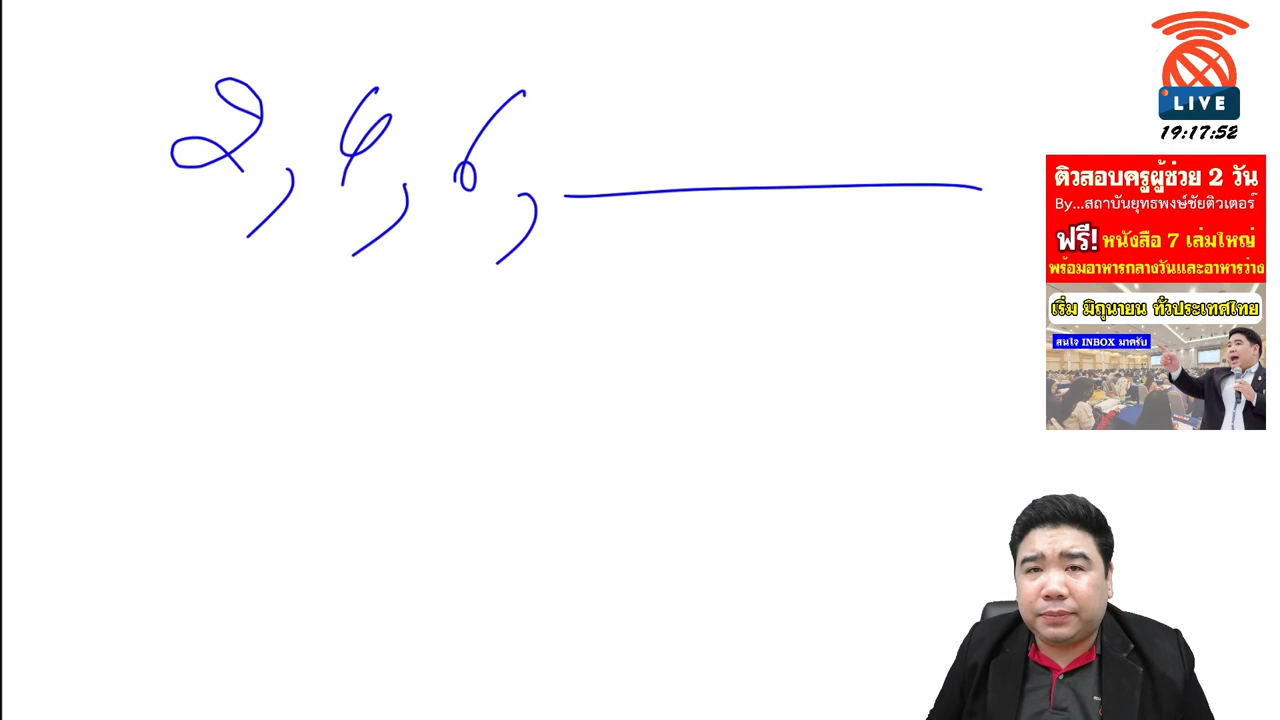 2, 4, 6, __________
LIVE
19:17:52
ติวสอบครูผู้ช่วย 2 วัน
By...สถาบันยุทธพงษ์ชัยติวเตอร์
ฟรี! หนังสือ 7 เล่มใหญ่
พร้อมอาหารกลางวันและอาหารว่าง
เริ่ม มิถุนายน ทั่วประเทศไทย
สนใจ INBOX มาครับ